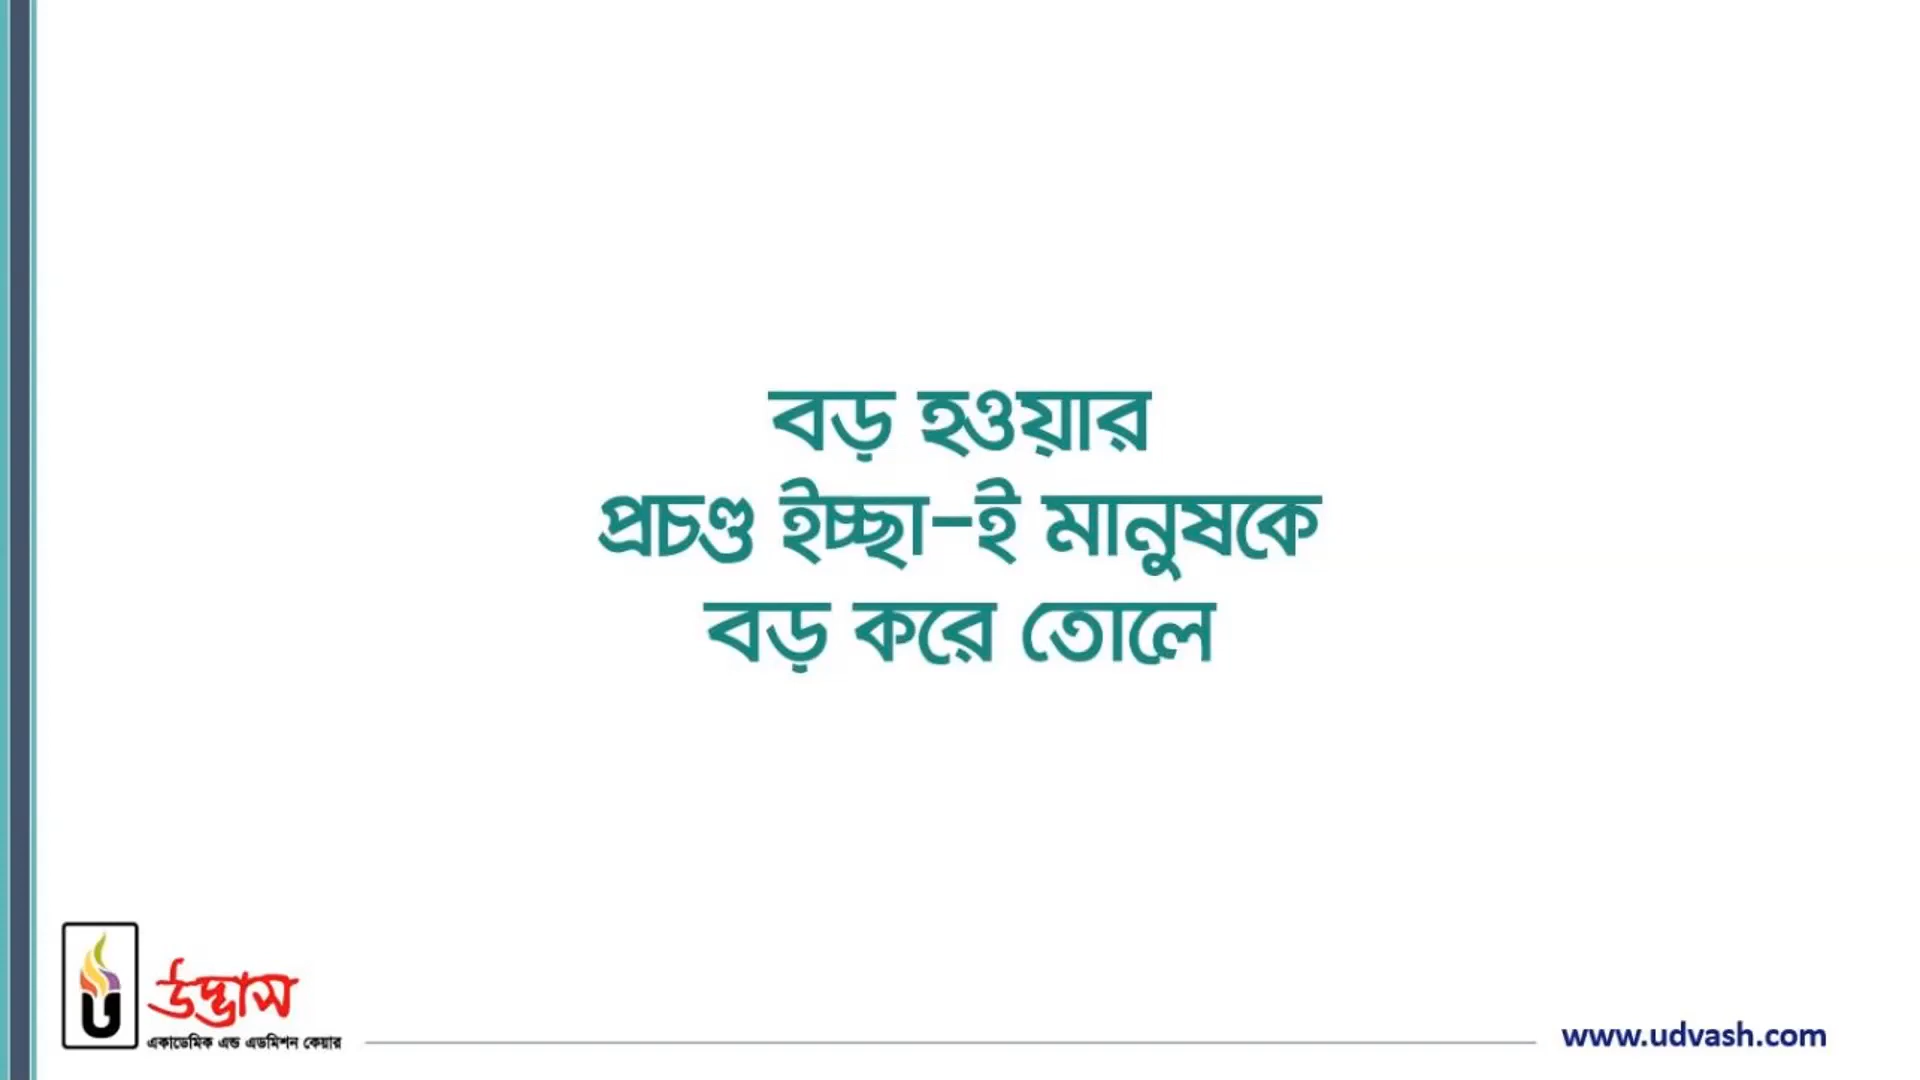 বড় হওয়ার
প্রচণ্ড ইচ্ছা-ই মানুষকে
বড় করে তোলে
উদ্ভাস
একাডেমিক এন্ড এডমিশন কেয়ার
www.udvash.com